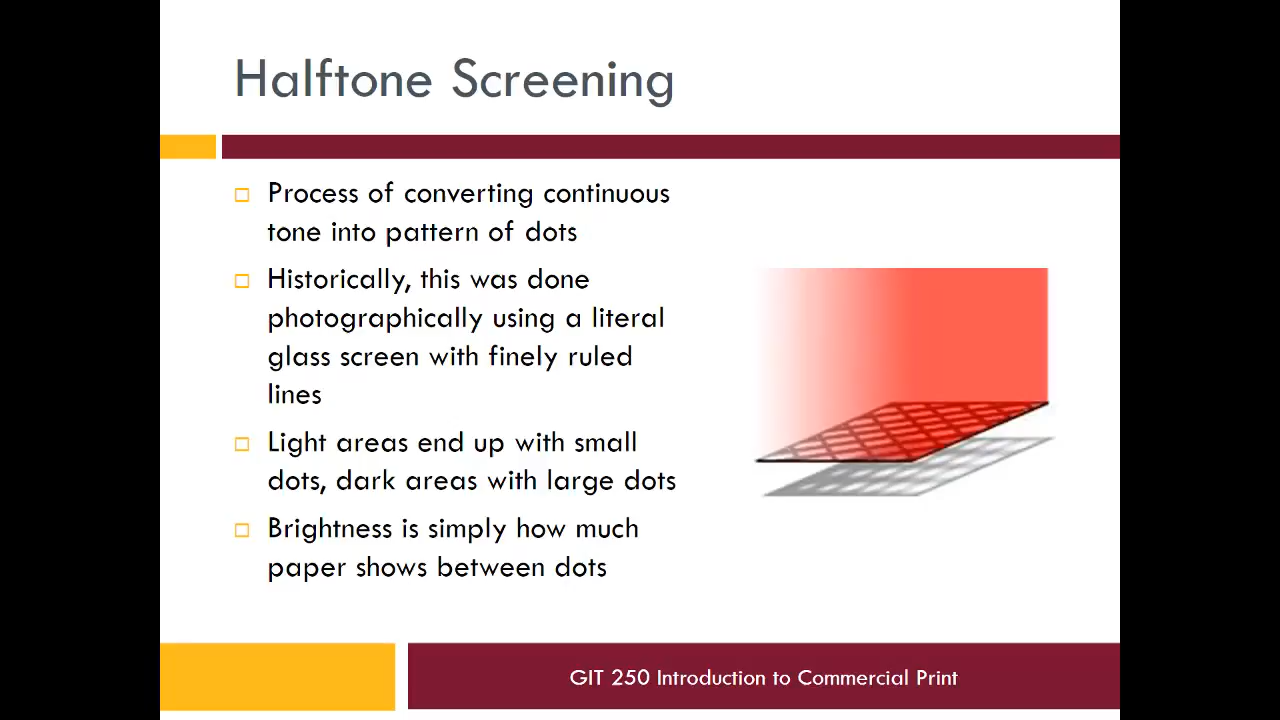 Halftone Screening
Process of converting continuous
tone into pattern of dots
Historically, this was done
photographically using a literal
glass screen with finely ruled
lines
Light areas end up with small
dots, dark areas with large dots
Brightness is simply how much
paper shows between dots
GIT 250 Introduction to Commercial Print